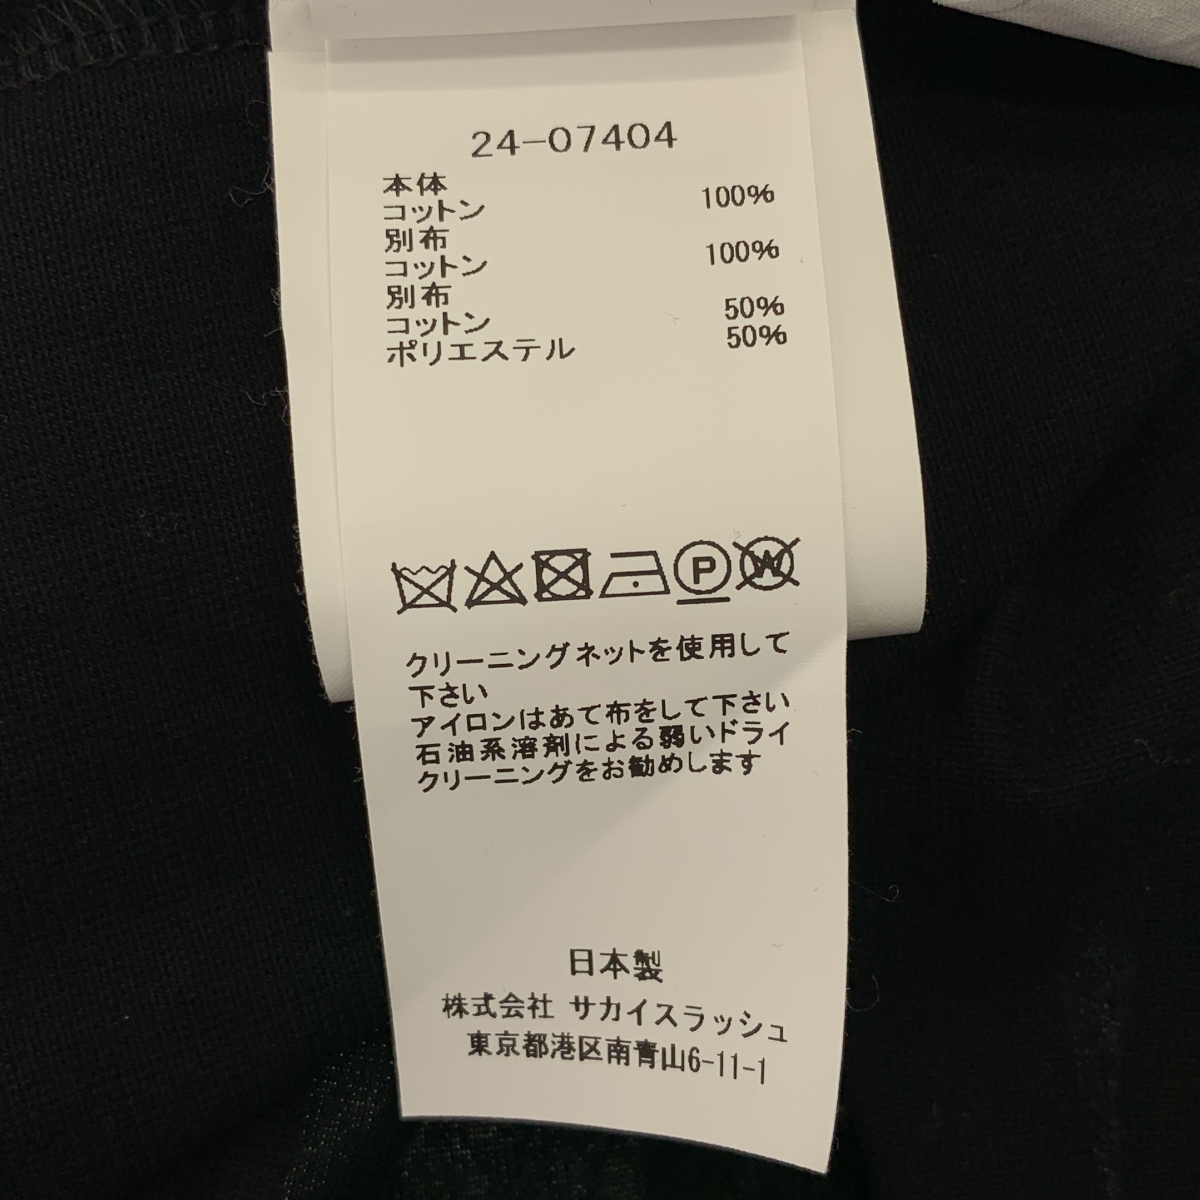 24-07404
本体
コットン 100%
別布
コットン 100%
別布
コットン 50%
ポリエステル 50%
P W
クリーニングネットを使用して
下さい
アイロンはあて布をして下さい
石油系溶剤による弱いドライ
クリーニングをお勧めします
日本製
株式会社 サカイスラッシュ
東京都港区南青山6-11-1